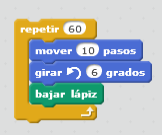 repetir 60
mover 10 pasos
girar 6 grados
bajar lápiz